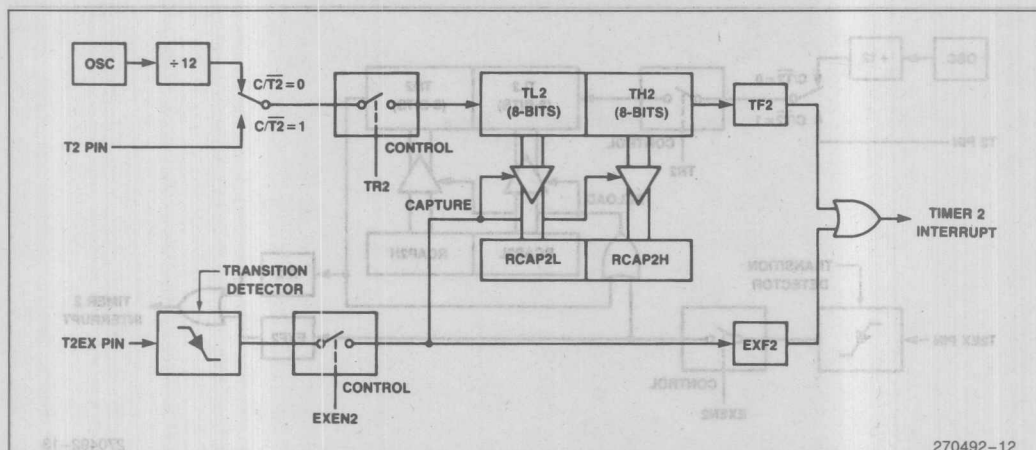 OSC
÷ 12
C/T2̅ = 0
C/T2̅ = 1
T2 PIN
TR2
CONTROL
TL2
(8-BITS)
TH2
(8-BITS)
TF2
CAPTURE
RCAP2L
RCAP2H
TIMER 2
INTERRUPT
TRANSITION
DETECTOR
T2EX PIN
CONTROL
EXEN2
EXF2
270492-12